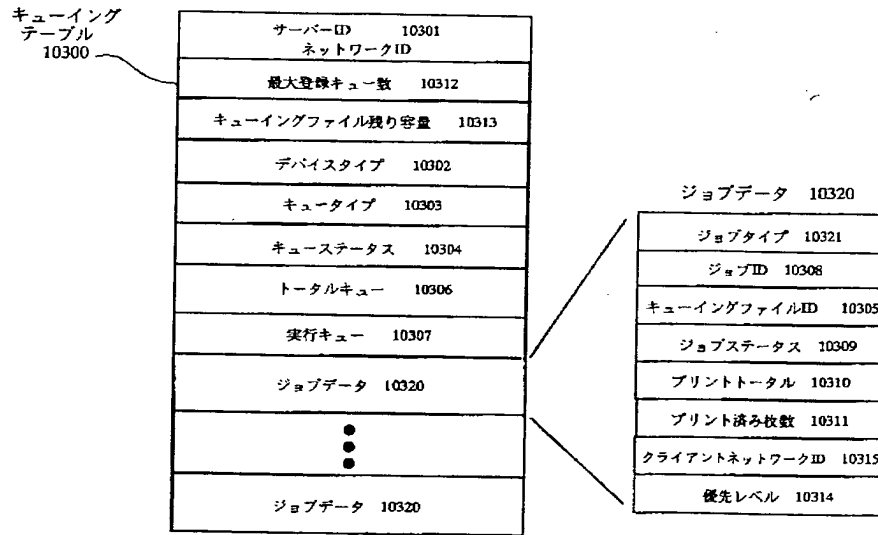 キューイング
テーブル
10300
サーバーID 10301
ネットワークID
最大登録キュー数 10312
キューイングファイル残り容量 10313
デバイスタイプ 10302
キュータイプ 10303
キューステータス 10304
トータルキュー 10306
実行キュー 10307
ジョブデータ 10320
ジョブデータ 10320
ジョブデータ 10320
ジョブタイプ 10321
ジョブID 10308
キューイングファイルID 10305
ジョブステータス 10309
プリントトータル 10310
プリント済み枚数 10311
クライアントネットワークID 10315
優先レベル 10314